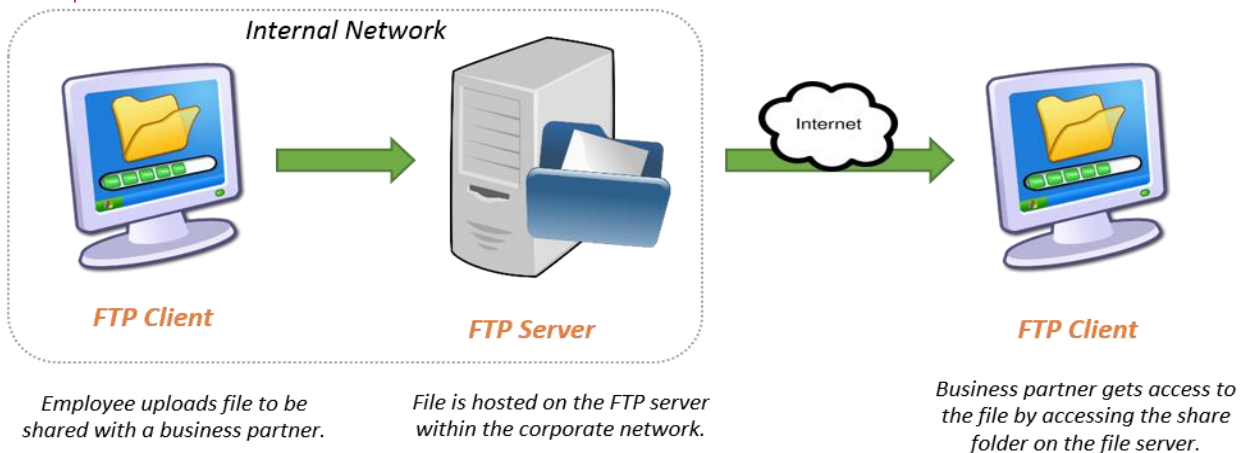 Internal Network
Internet
FTP Client
FTP Server
FTP Client
Employee uploads file to be
shared with a business partner.
File is hosted on the FTP server
within the corporate network.
Business partner gets access to
the file by accessing the share
folder on the file server.